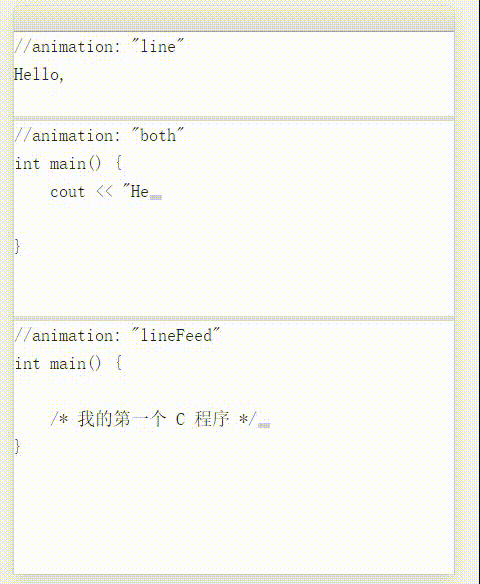 //animation: "line"
Hello,
//animation: "both"
int main() {
    cout << "He
}
//animation: "lineFeed"
int main() {
    /* 我的第一个 C 程序 */
}